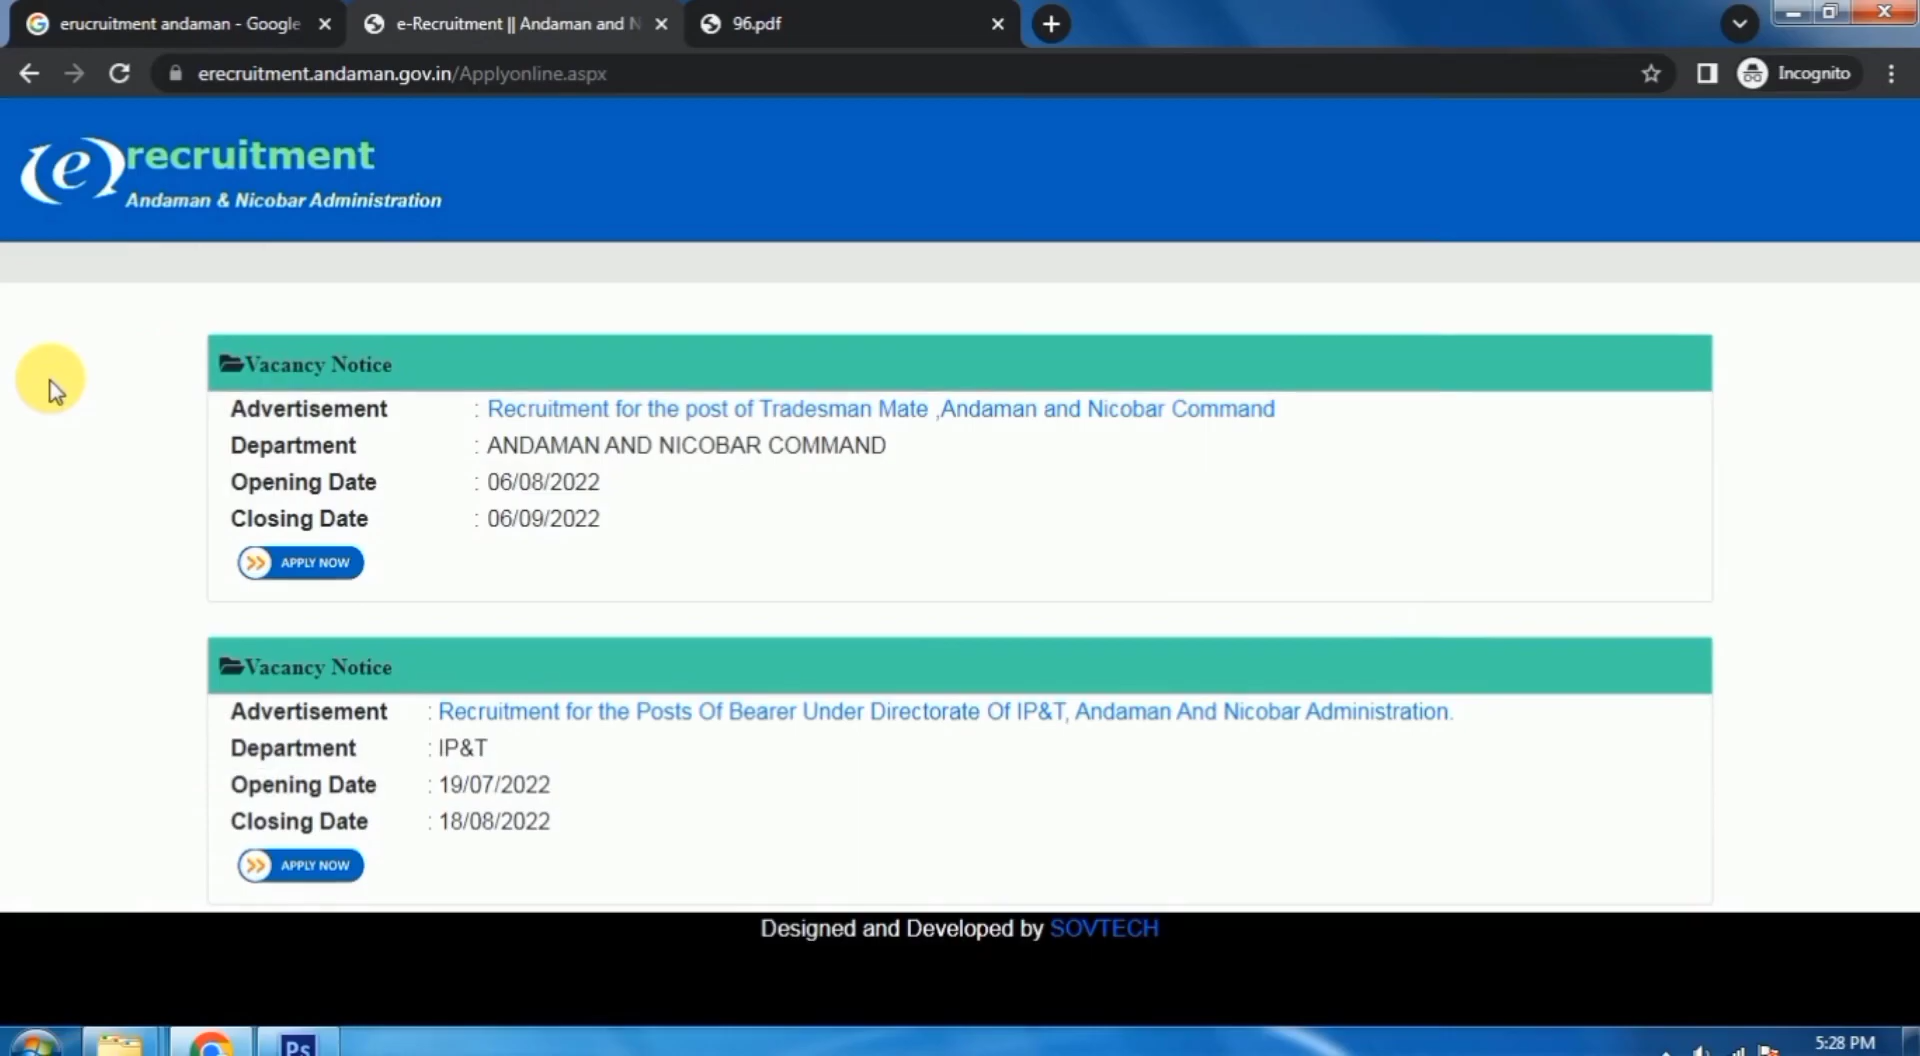 erucruitment andaman - Google
e-Recruitment || Andaman and N
96.pdf
erecruitment.andaman.gov.in/Applyonline.aspx
Incognito
(e)recruitment
Andaman & Nicobar Administration
Vacancy Notice
Advertisement : Recruitment for the post of Tradesman Mate ,Andaman and Nicobar Command
Department : ANDAMAN AND NICOBAR COMMAND
Opening Date : 06/08/2022
Closing Date : 06/09/2022
APPLY NOW
Vacancy Notice
Advertisement : Recruitment for the Posts Of Bearer Under Directorate Of IP&T, Andaman And Nicobar Administration.
Department : IP&T
Opening Date : 19/07/2022
Closing Date : 18/08/2022
APPLY NOW
Designed and Developed by SOVTECH
Ps
5:28 PM